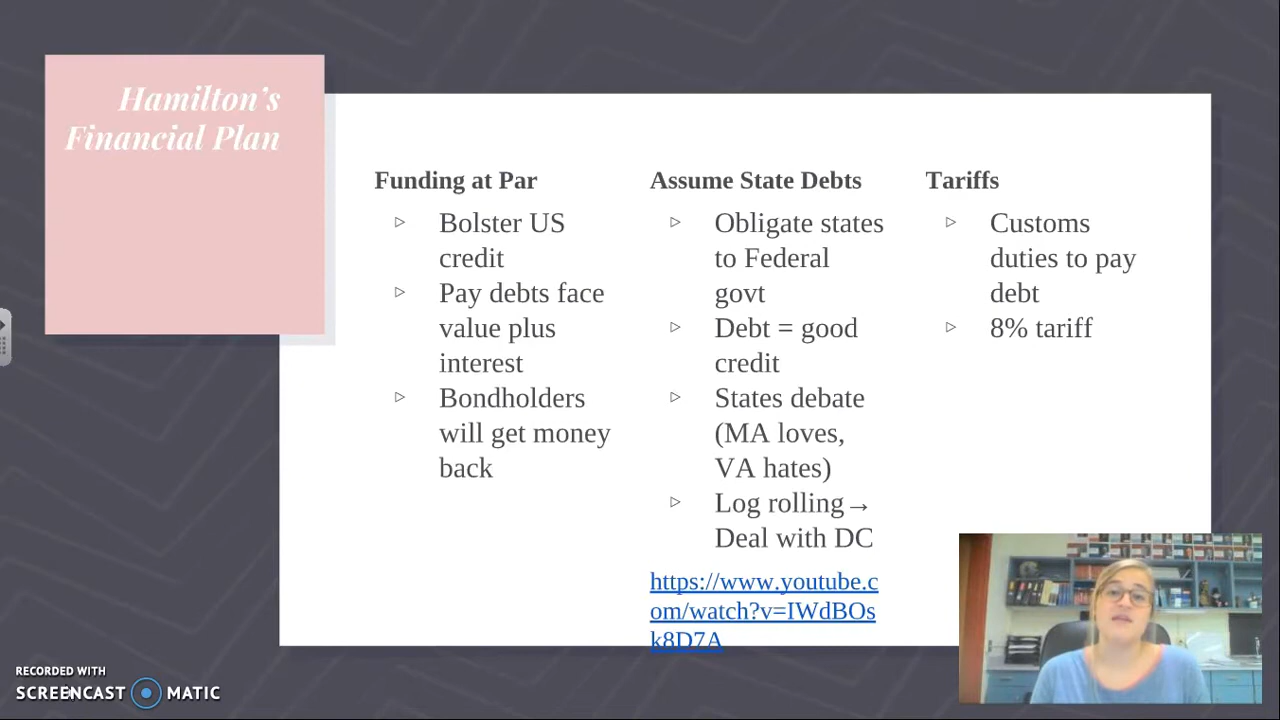 Hamilton's
Financial Plan
Funding at Par
▷ Bolster US
credit
▷ Pay debts face
value plus
interest
▷ Bondholders
will get money
back
Assume State Debts
▷ Obligate states
to Federal
govt
▷ Debt = good
credit
▷ States debate
(MA loves,
VA hates)
▷ Log rolling→
Deal with DC
https://www.youtube.c
om/watch?v=IWdBOs
k8D7A
Tariffs
▷ Customs
duties to pay
debt
▷ 8% tariff
RECORDED WITH
SCREENCAST MATIC